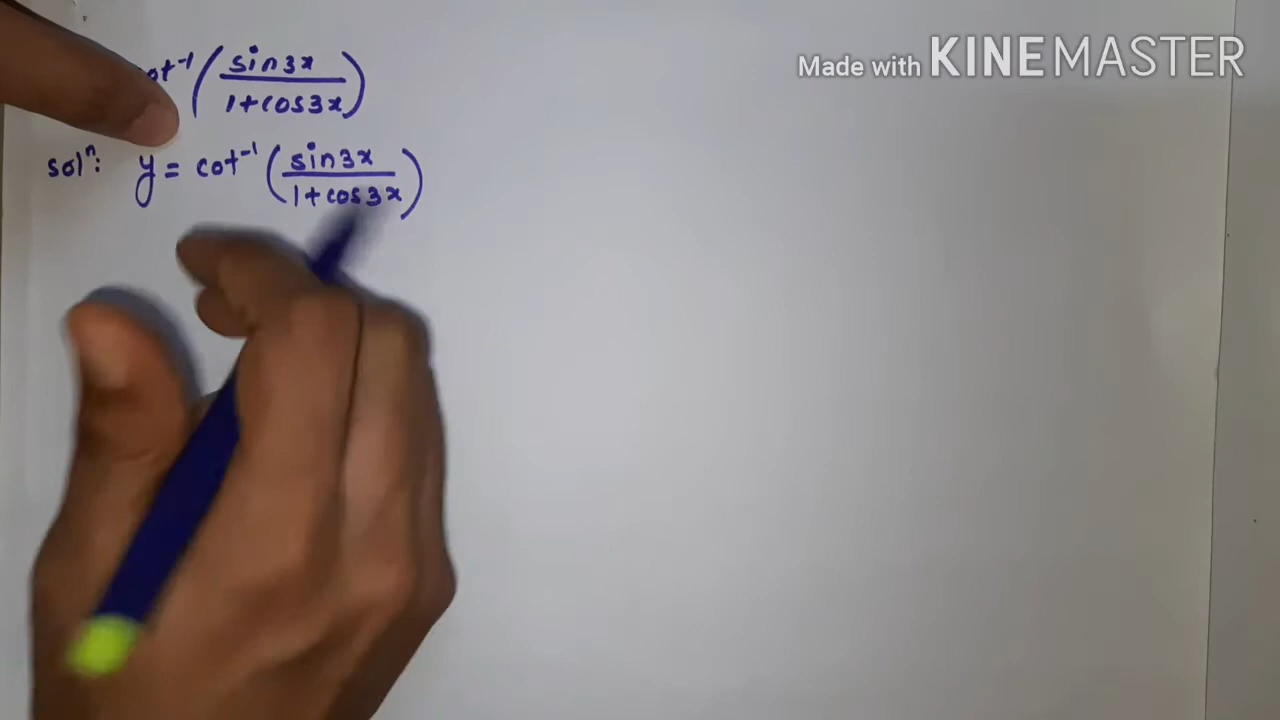 Made with KINEMASTER
ot⁻¹ (sin3x / 1+cos3x)
solⁿ: y = cot⁻¹ (sin3x / 1+cos3x)